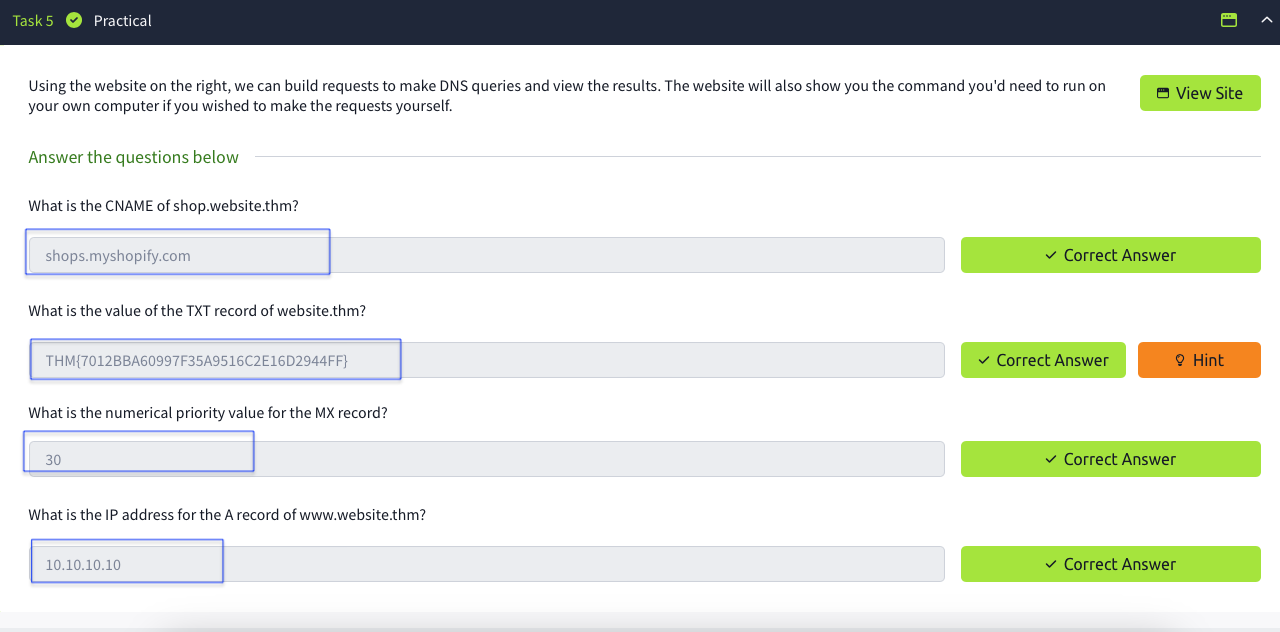 Task 5 Practical
Using the website on the right, we can build requests to make DNS queries and view the results. The website will also show you the command you'd need to run on
your own computer if you wished to make the requests yourself.
View Site
Answer the questions below
What is the CNAME of shop.website.thm?
shops.myshopify.com
Correct Answer
What is the value of the TXT record of website.thm?
THM{7012BBA60997F35A9516C2E16D2944FF}
Correct Answer
Hint
What is the numerical priority value for the MX record?
30
Correct Answer
What is the IP address for the A record of www.website.thm?
10.10.10.10
Correct Answer